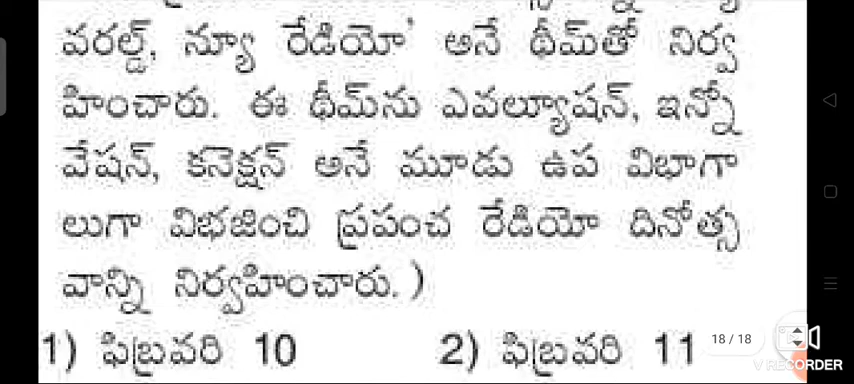 వరల్డ్, న్యూ రేడియో' అనే థీమ్‌తో నిర్వ
హించారు. ఈ థీమ్‌ను ఎవల్యూషన్, ఇన్నో
వేషన్, కనెక్షన్ అనే మూడు ఉప విభాగా
లుగా విభజించి ప్రపంచ రేడియో దినోత్స
వాన్ని నిర్వహించారు.)
1) ఫిబ్రవరి 10 2) ఫిబ్రవరి 11
18 / 18
V RECORDER